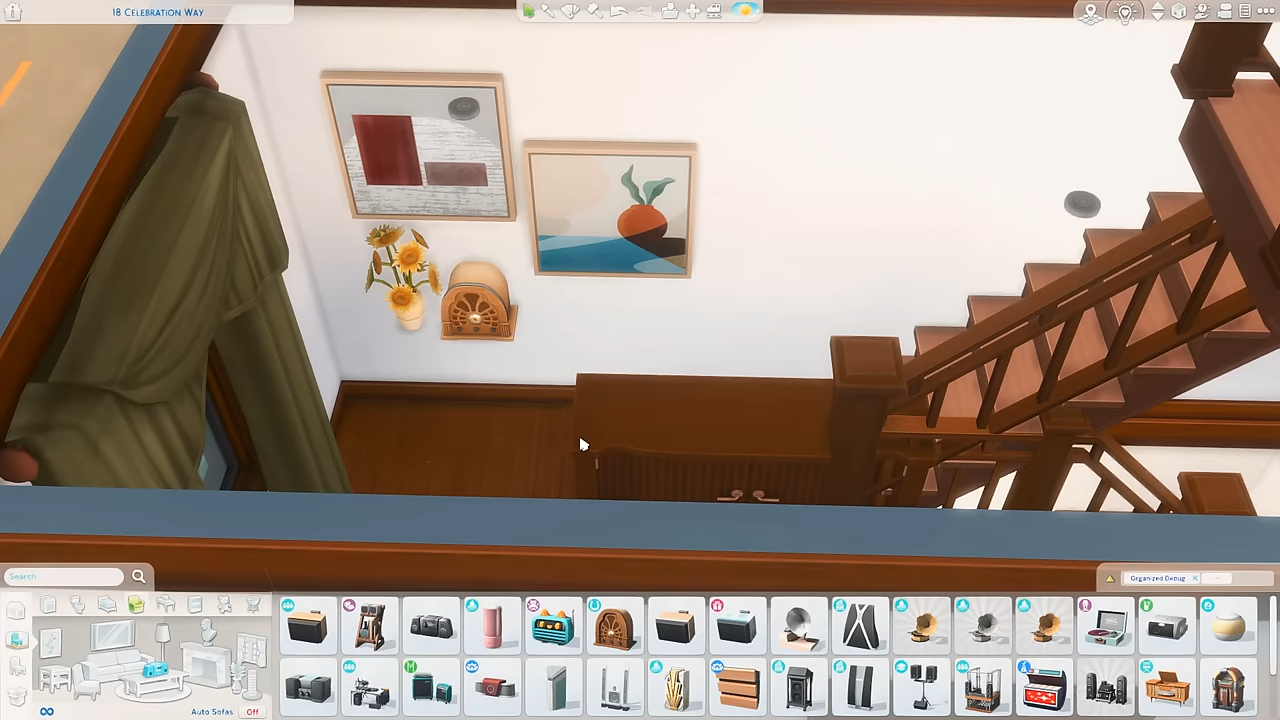 18 Celebration Way
Search
Organized Debug
Auto Sofas Off